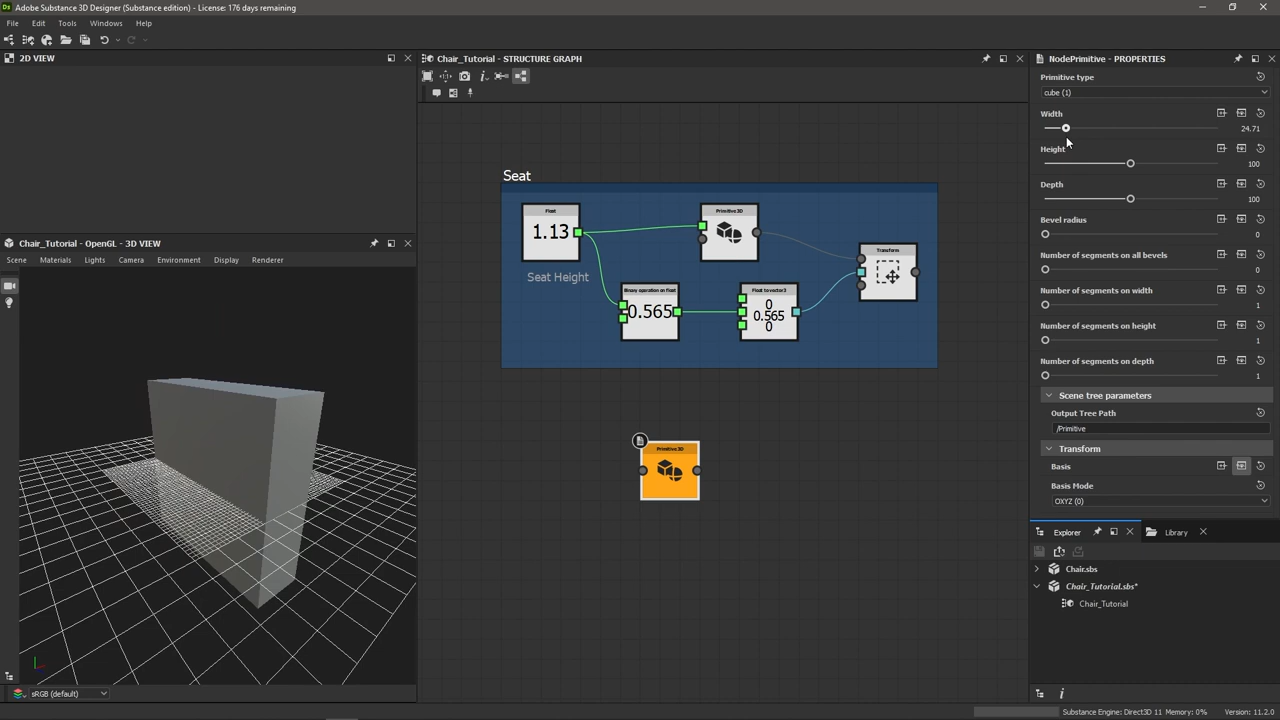 Adobe Substance 3D Designer (Substance edition) - License: 176 days remaining
File Edit Tools Windows Help
2D VIEW
Chair_Tutorial - STRUCTURE GRAPH
NodePrimitive - PROPERTIES
Primitive type
cube (1)
Width
24.71
Height
100
Depth
100
Bevel radius
0
Number of segments on all bevels
0
Number of segments on width
1
Number of segments on height
1
Number of segments on depth
1
Scene tree parameters
Output Tree Path
/Primitive
Transform
Basis
Basis Mode
OXYZ (0)
Seat
Float
1.13
Primitive 3D
Transform
Seat Height
Binary operation on float
0.565
Float to vector3
0
0.565
0
Primitive 3D
Chair_Tutorial - OpenGL - 3D VIEW
Scene Materials Lights Camera Environment Display Renderer
Explorer Library
Chair.sbs
Chair_Tutorial.sbs*
Chair_Tutorial
sRGB (default)
Substance Engine: Direct3D 11 Memory: 0% Version: 11.2.0